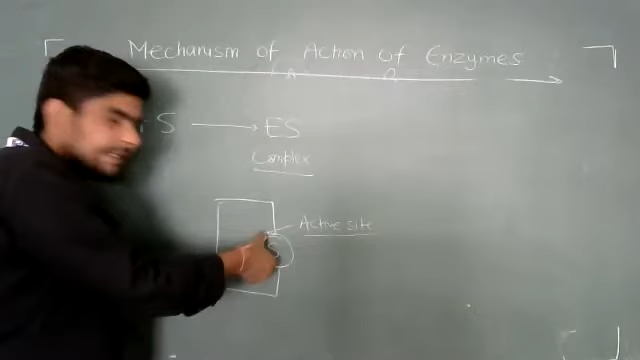 Mechanism of Action of Enzymes
S → ES
Complex
Active site
S